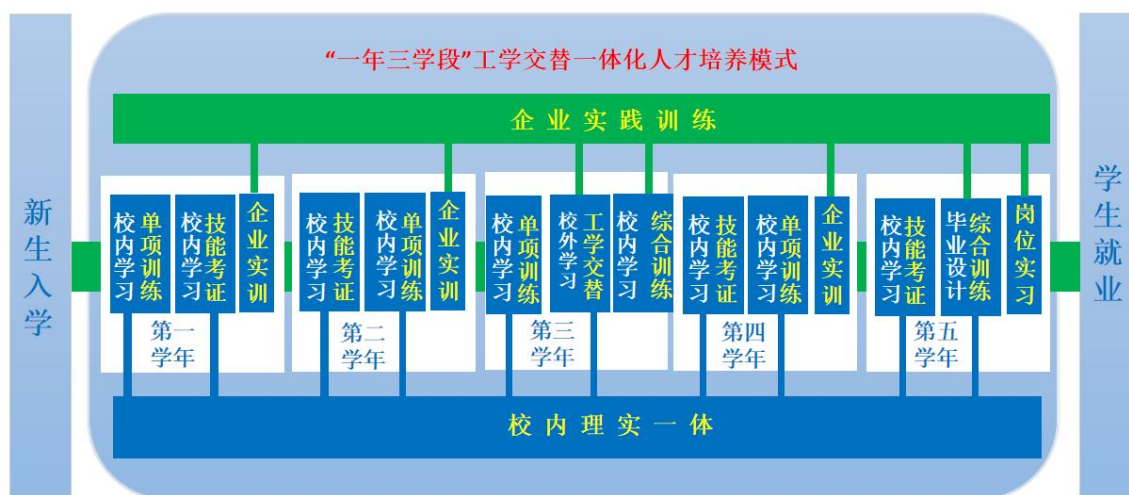 “一年三学段”工学交替一体化人才培养模式
企业实践训练
新生入学
校内学习
单项训练
校内学习
技能考证
企业实训
第一
学年
校内学习
技能考证
校内学习
单项训练
企业实训
第二
学年
校内学习
单项训练
校外学习
工学交替
校内学习
综合训练
第三
学年
校内学习
技能考证
校内学习
单项训练
企业实训
第四
学年
校内学习
技能考证
毕业设计
综合训练
岗位实习
第五
学年
学生就业
校内理实一体